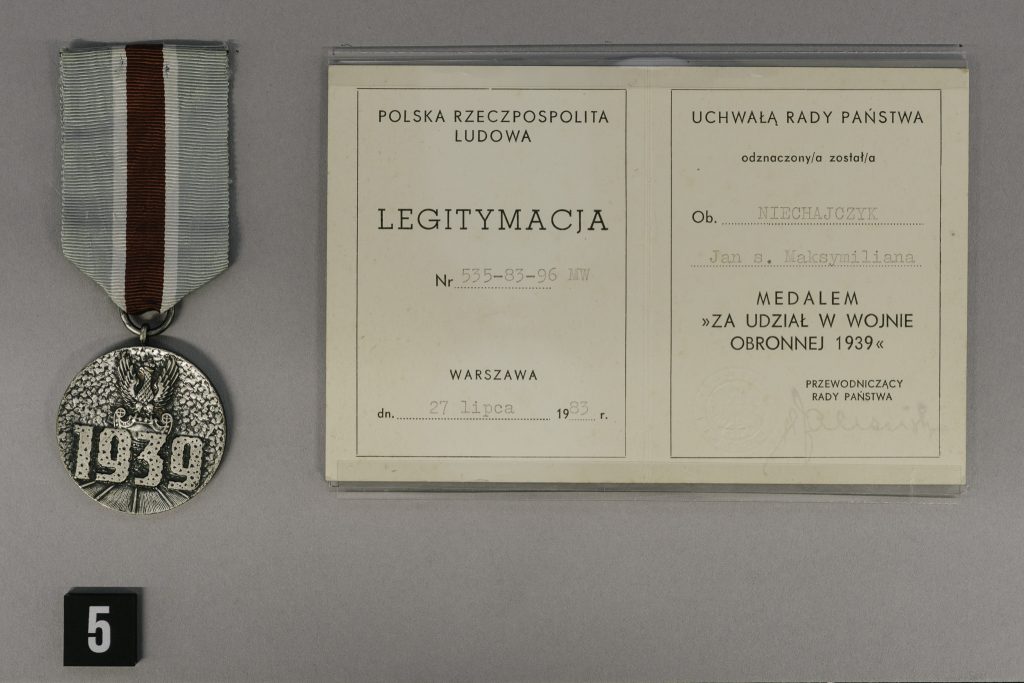 1939
5
POLSKA RZECZPOSPOLITA
LUDOWA
LEGITYMACJA
Nr 535-83-96 MW
WARSZAWA
dn. 27 lipca 1983 r.
UCHWAŁĄ RADY PAŃSTWA
odznaczony/a został/a
Ob. NIECHAJCZYK
Jan s. Maksymiliana
MEDALEM
»ZA UDZIAŁ W WOJNIE
OBRONNEJ 1939«
PRZEWODNICZĄCY
RADY PAŃSTWA